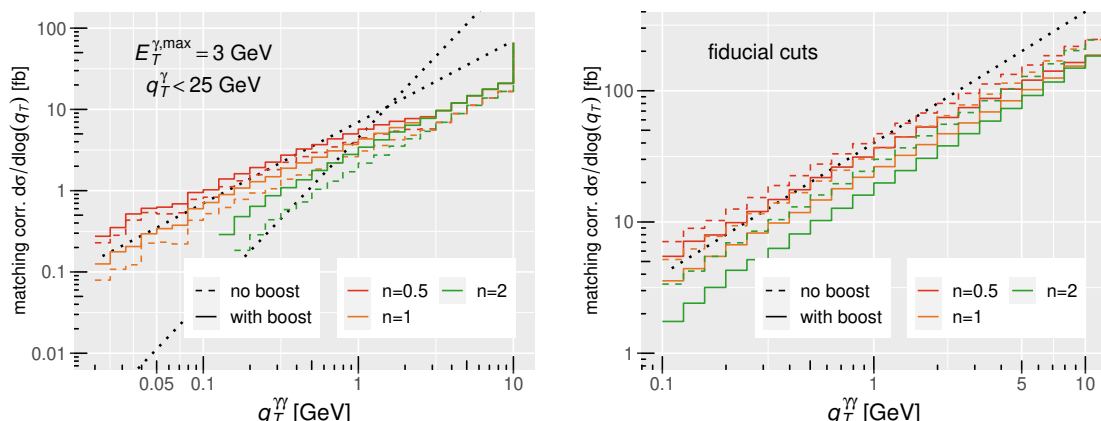 matching corr. dσ/dlog(q_T) [fb]
100
10
1
0.1
0.01
E_T^{γ,max} = 3 GeV
q_T^γ < 25 GeV
no boost
with boost
n=0.5
n=2
n=1
0.05
0.1
1
10
q_T^{γγ} [GeV]
matching corr. dσ/dlog(q_T) [fb]
100
10
1
fiducial cuts
no boost
with boost
n=0.5
n=2
n=1
0.1
1
5
10
q_T^{γγ} [GeV]